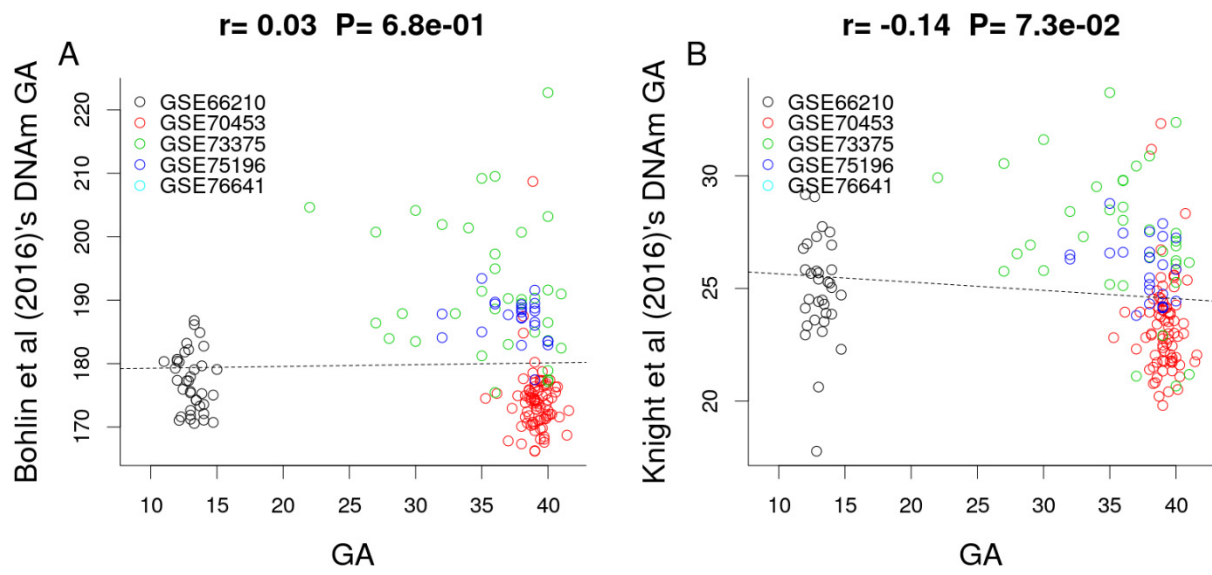 r= 0.03 P= 6.8e-01
A
Bohlin et al (2016)'s DNAm GA
220
210
200
190
180
170
GSE66210
GSE70453
GSE73375
GSE75196
GSE76641
10 15 20 25 30 35 40
GA
r= -0.14 P= 7.3e-02
B
Knight et al (2016)'s DNAm GA
30
25
20
GSE66210
GSE70453
GSE73375
GSE75196
GSE76641
10 15 20 25 30 35 40
GA